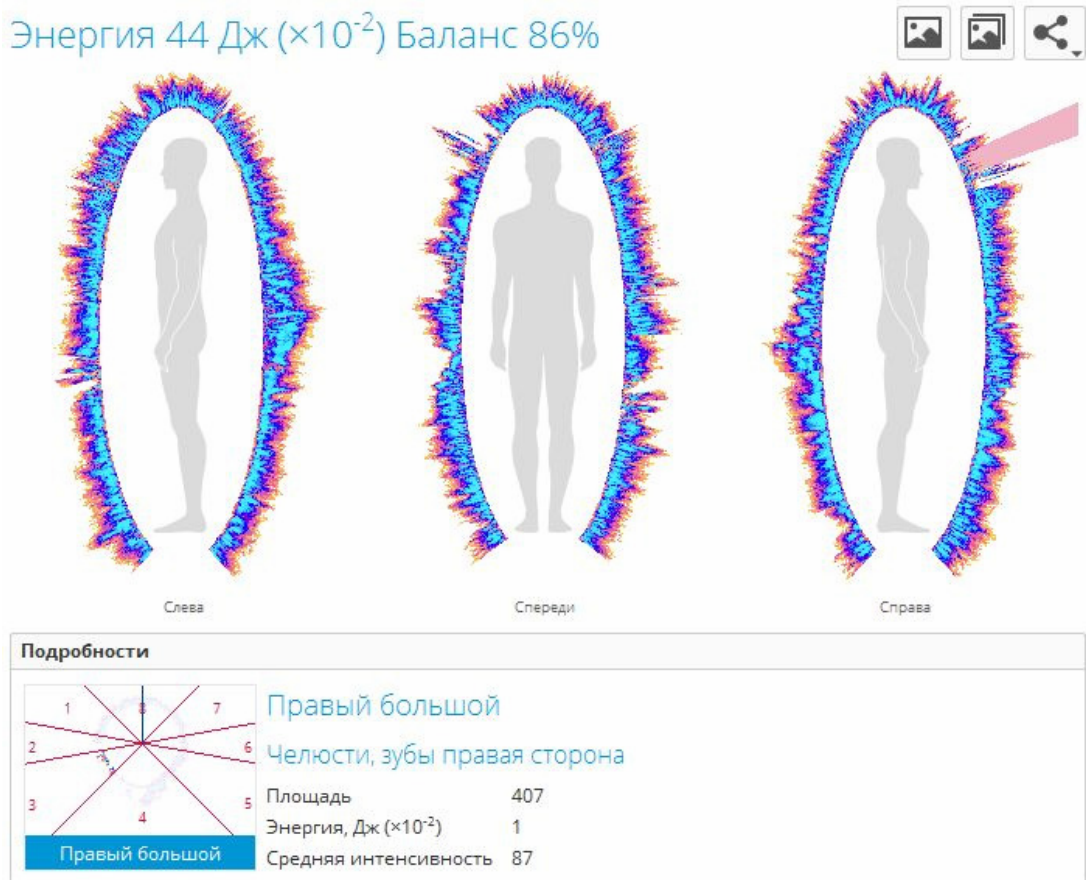 Энергия 44 Дж (×10⁻²) Баланс 86%
Слева
Спереди
Справа
Подробности
1
8
7
2
6
3
5
4
Правый большой
Правый большой
Челюсти, зубы правая сторона
Площадь 407
Энергия, Дж (×10⁻²) 1
Средняя интенсивность 87